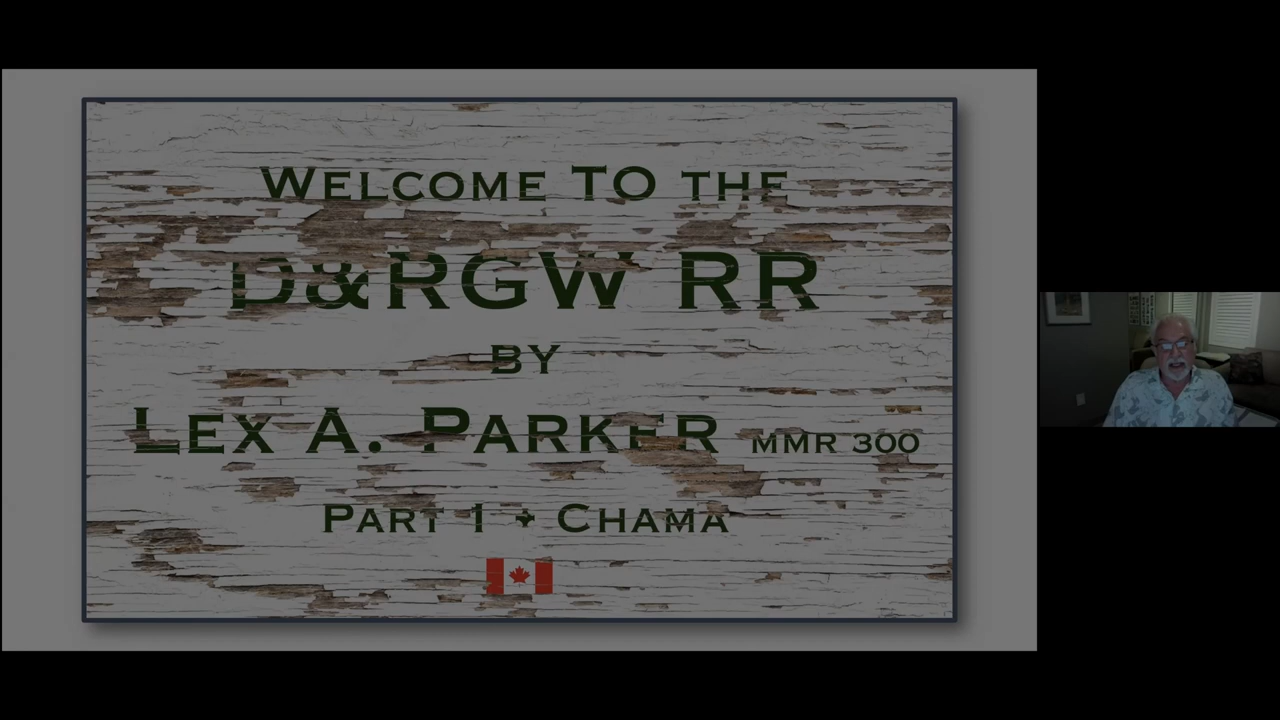 WELCOME TO THE
D&RGW RR
BY
LEX A. PARKER MMR 300
PART 1 + CHAMA